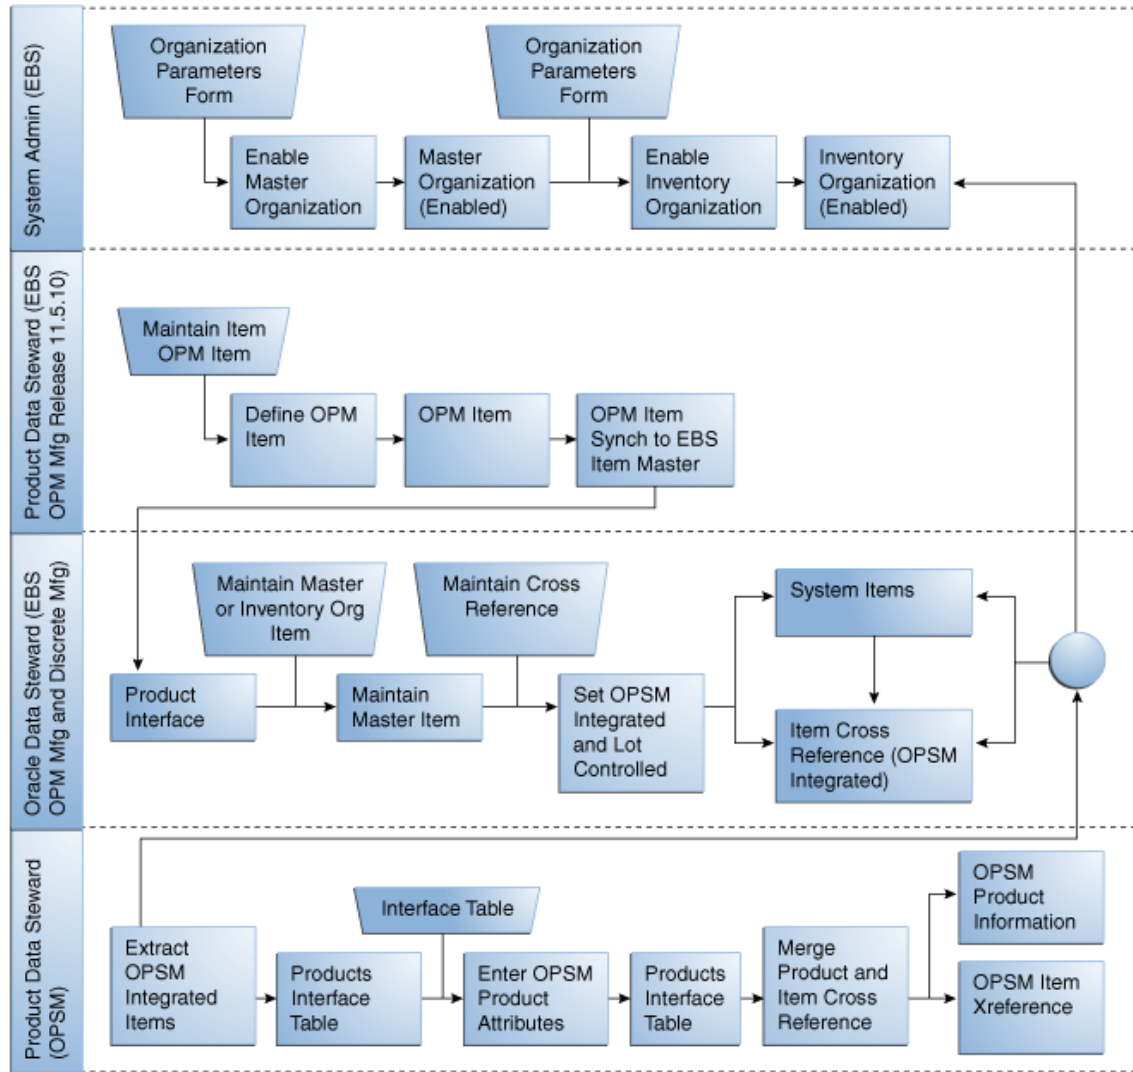 System Admin (EBS)
Organization
Parameters
Form
Organization
Parameters
Form
Enable
Master
Organization
Master
Organization
(Enabled)
Enable
Inventory
Organization
Inventory
Organization
(Enabled)
Product Data Steward (EBS
OPM Mfg Release 11.5.10)
Maintain Item
OPM Item
Define OPM
Item
OPM Item
OPM Item
Synch to EBS
Item Master
Oracle Data Steward (EBS
OPM Mfg and Discrete Mfg)
Maintain Master
or Inventory Org
Item
Maintain Cross
Reference
Product
Interface
Maintain
Master Item
Set OPSM
Integrated
and Lot
Controlled
System Items
Item Cross
Reference (OPSM
Integrated)
Product Data Steward
(OPSM)
Interface Table
Extract
OPSM
Integrated
Items
Products
Interface
Table
Enter OPSM
Product
Attributes
Products
Interface
Table
Merge
Product and
Item Cross
Reference
OPSM
Product
Information
OPSM Item
Xreference